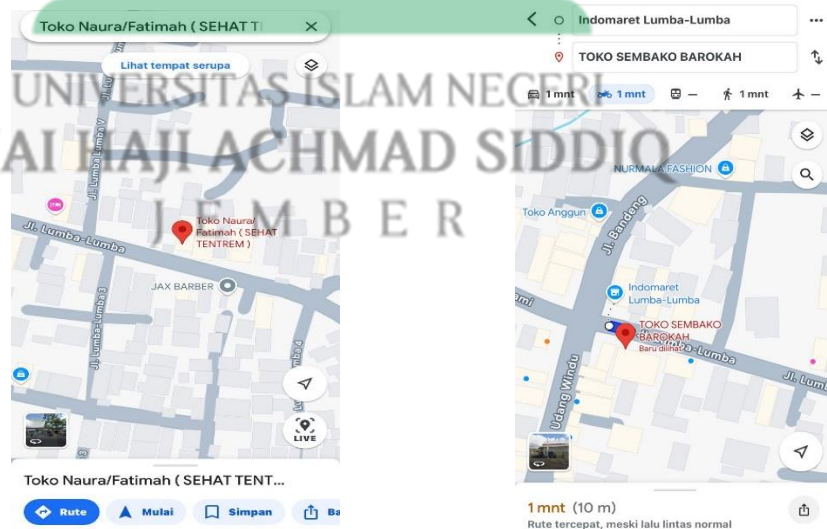 Toko Naura/Fatimah ( SEHAT T
Lihat tempat serupa
Jl. Lumba Lumba V
Jl. Lumba-Lumba
Toko Naura/
Fatimah ( SEHAT
TENTREM )
JAX BARBER
Jl. Lumba-Lumba 3
LIVE
Toko Naura/Fatimah ( SEHAT TENT...
Rute
Mulai
Simpan
Ba
Indomaret Lumba-Lumba
TOKO SEMBAKO BAROKAH
1 mnt
1 mnt
—
1 mnt
—
NURMALA FASHION
Toko Anggun
Jl. Bandeng
Indomaret
Lumba-Lumba
TOKO SEMBAKO
BAROKAH
Baru dilihat
ba-Lumba
Jl. Lum
Udang Windu
1 mnt (10 m)
Rute tercepat, meski lalu lintas normal
UNIVERSITAS ISLAM NEGERI
AI HAJI ACHMAD SIDDIQ
JEMBER